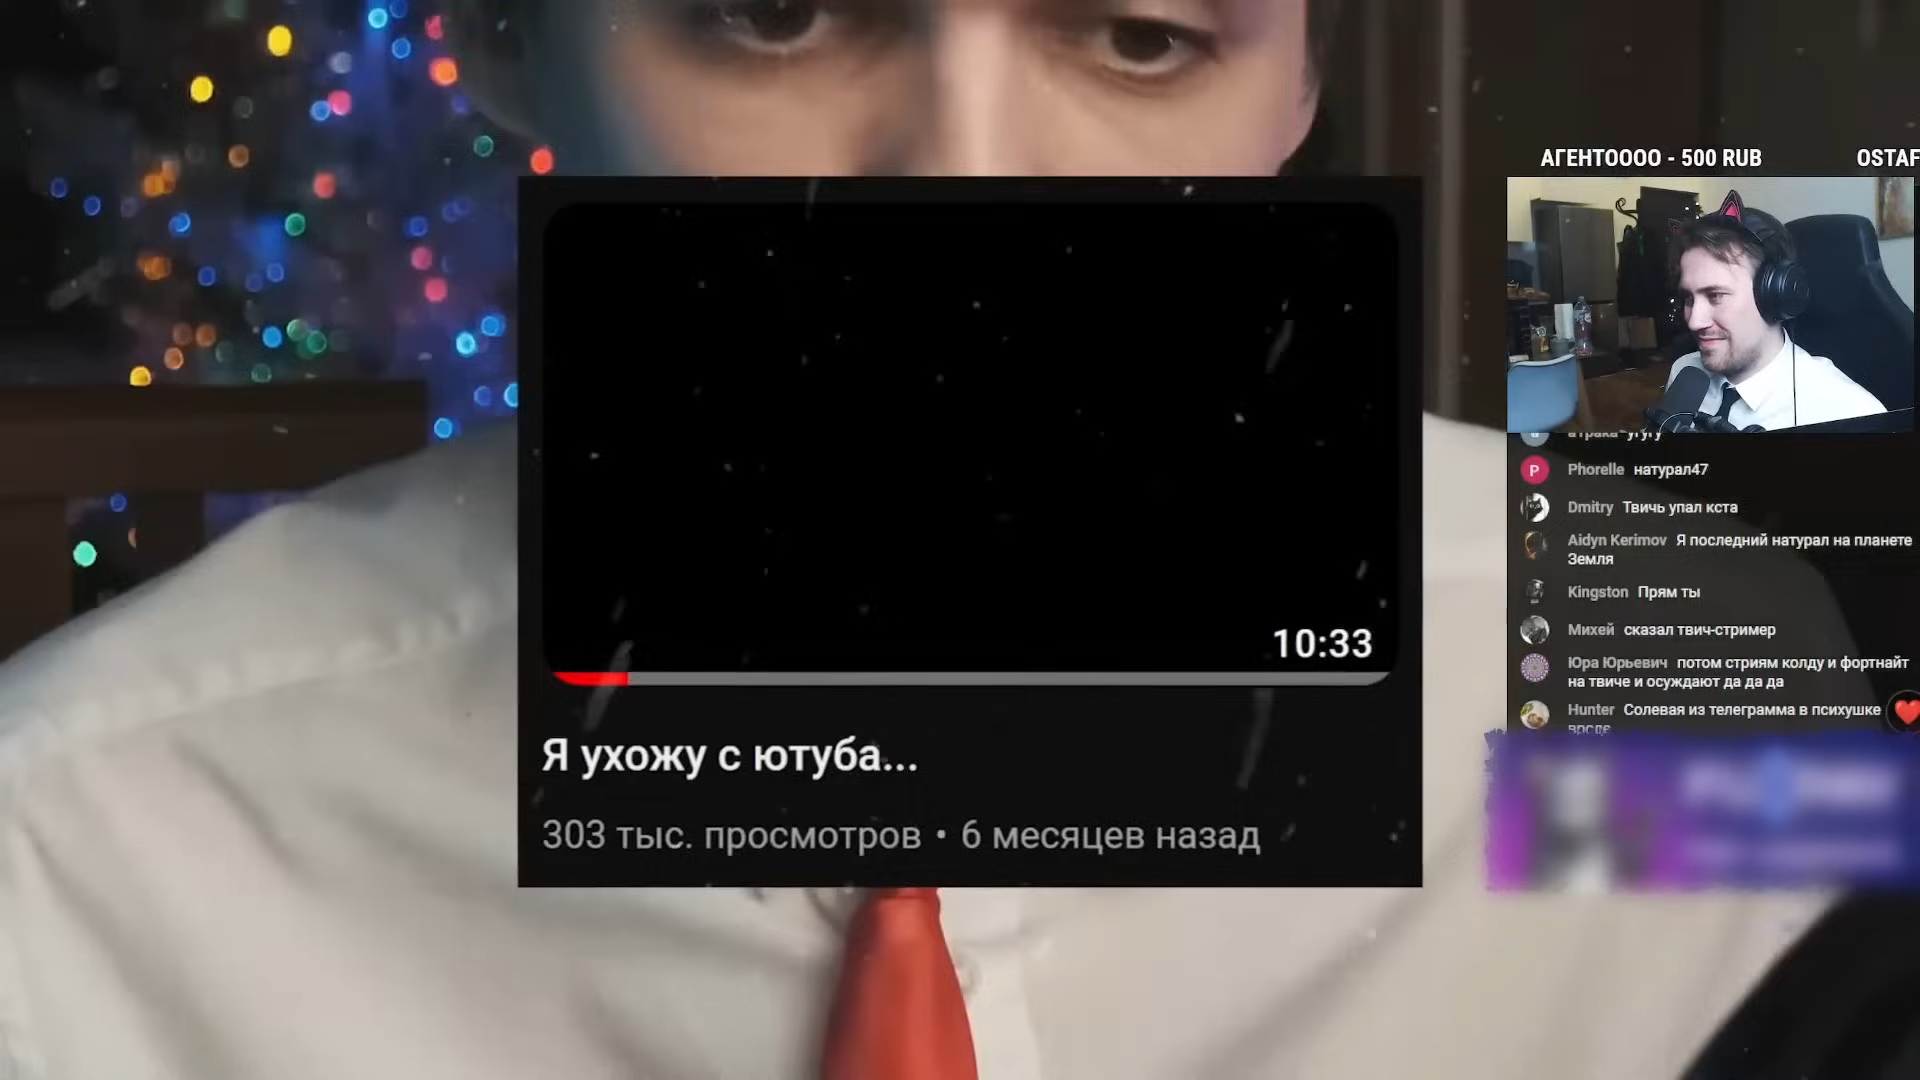 АГЕНТОООО - 500 RUB
OSTAF
10:33
Я ухожу с ютуба...
303 тыс. просмотров • 6 месяцев назад
Phorelle натурал47
Dmitry Твичь упал кста
Aidyn Kerimov Я последний натурал на планете
Земля
Kingston Прям ты
Михей сказал твич-стример
Юра Юрьевич потом стриям колду и фортнайт
на твиче и осуждают да да да
Hunter Солевая из телеграмма в психушке